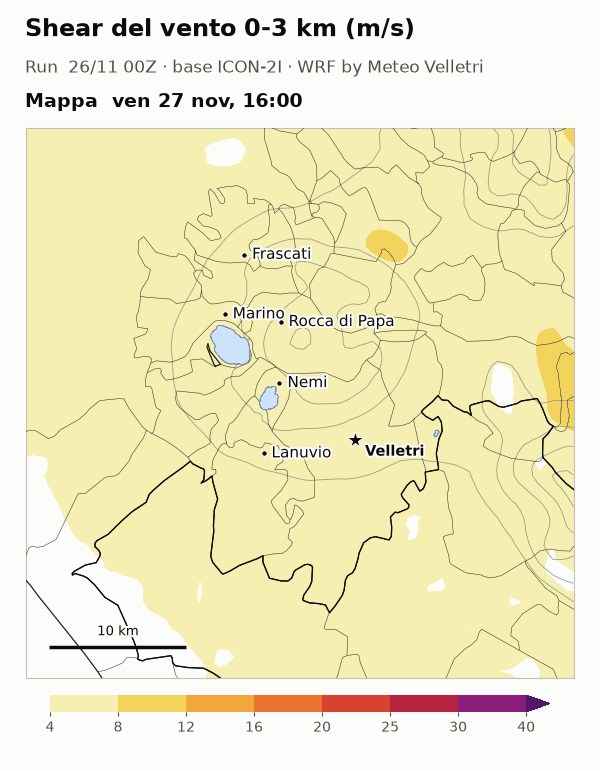 Shear del vento 0-3 km (m/s)
Run  26/11 00Z · base ICON-2I · WRF by Meteo Velletri
Mappa  ven 27 nov, 16:00
Frascati
Marino
Rocca di Papa
Nemi
Velletri
Lanuvio
10 km
4 8 12 16 20 25 30 40